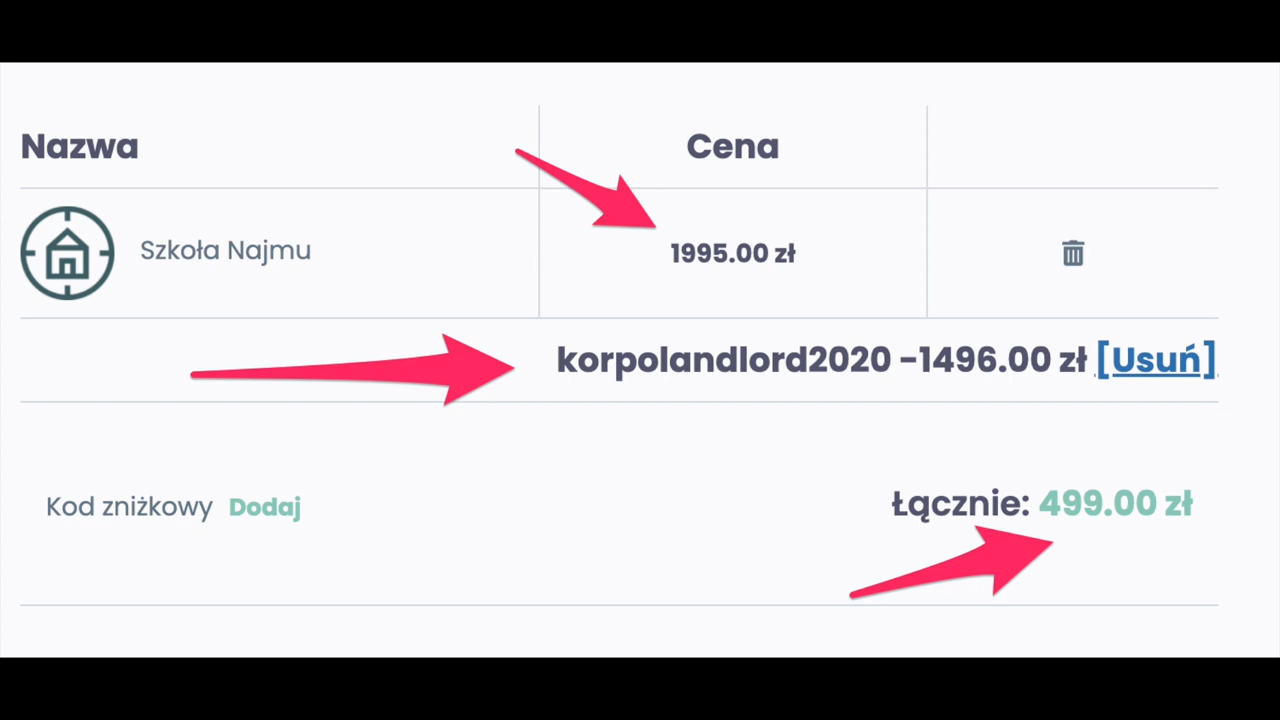 Nazwa Cena
Szkoła Najmu 1995.00 zł
korpolandlord2020 -1496.00 zł [Usuń]
Kod zniżkowy Dodaj Łącznie: 499.00 zł